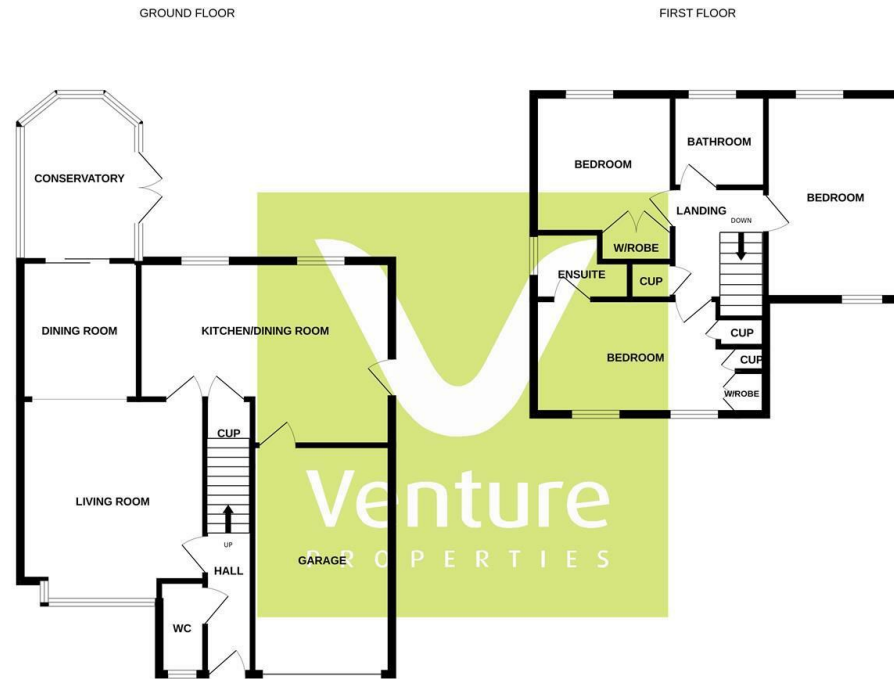 GROUND FLOOR
FIRST FLOOR
CONSERVATORY
DINING ROOM
KITCHEN/DINING ROOM
CUP
LIVING ROOM
UP
HALL
GARAGE
WC
BEDROOM
BATHROOM
BEDROOM
LANDING
DOWN
W/ROBE
ENSUITE
CUP
BEDROOM
CUP
CUP
W/ROBE
Venture
PROPERTIES